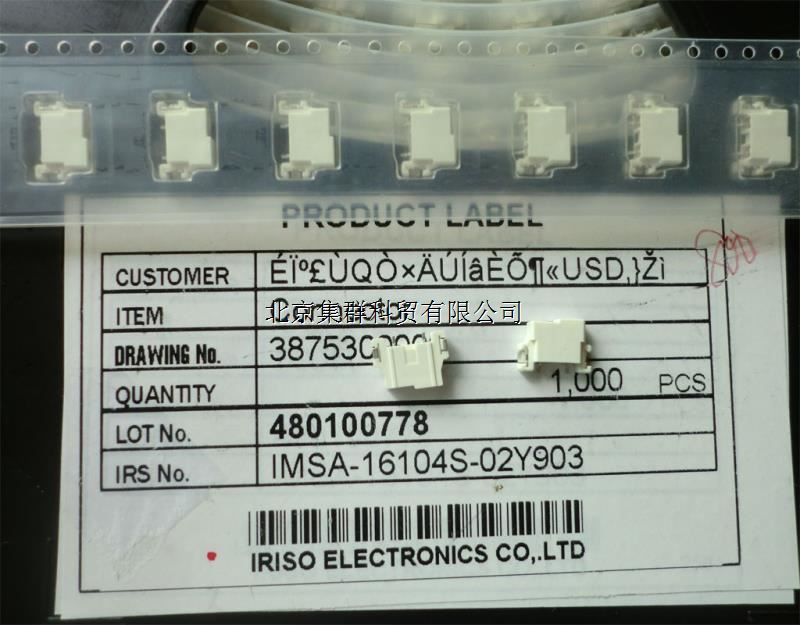 PRODUCT LABEL
CUSTOMER ÉÏº£ÙQÒ×ÄÚÍâÈÕ¶«USD,}Žì
ITEM
北京集群科贸有限公司
DRAWING No.
QUANTITY 1,000 PCS
LOT No. 480100778
IRS No. IMSA-16104S-02Y903
IRISO ELECTRONICS CO,.LTD